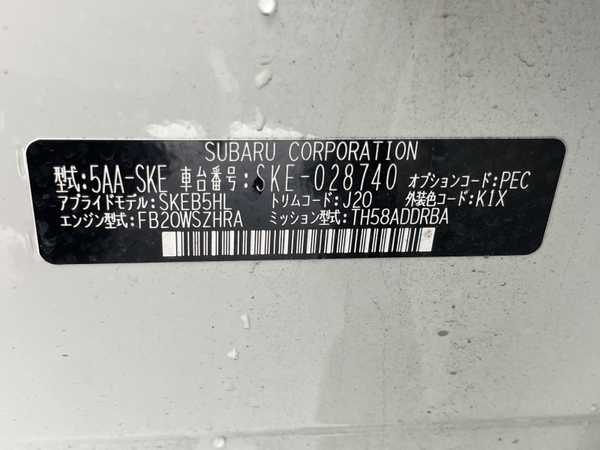 SUBARU CORPORATION
型式:5AA-SKE 車台番号:SKE-028740 オプションコード:PEC
アプライドモデル:SKEB5HL トリムコード:J20 外装色コード:K1X
エンジン型式:FB20WSZHRA ミッション型式:TH58ADDRBA